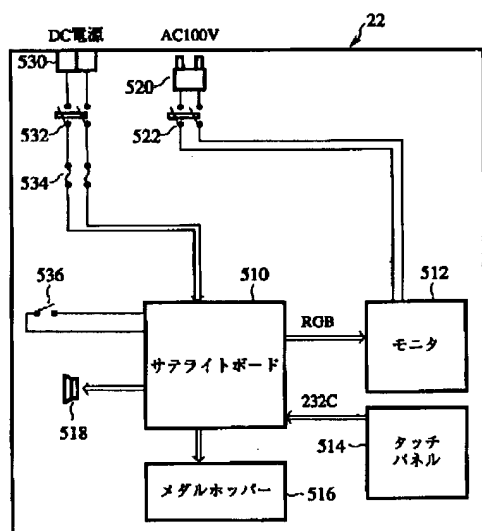 DC電源
AC100V
22
530
520
532
522
534
536
510
512
RGB
モニタ
サテライトボード
518
232C
514
タッチ
パネル
メダルホッパー
516